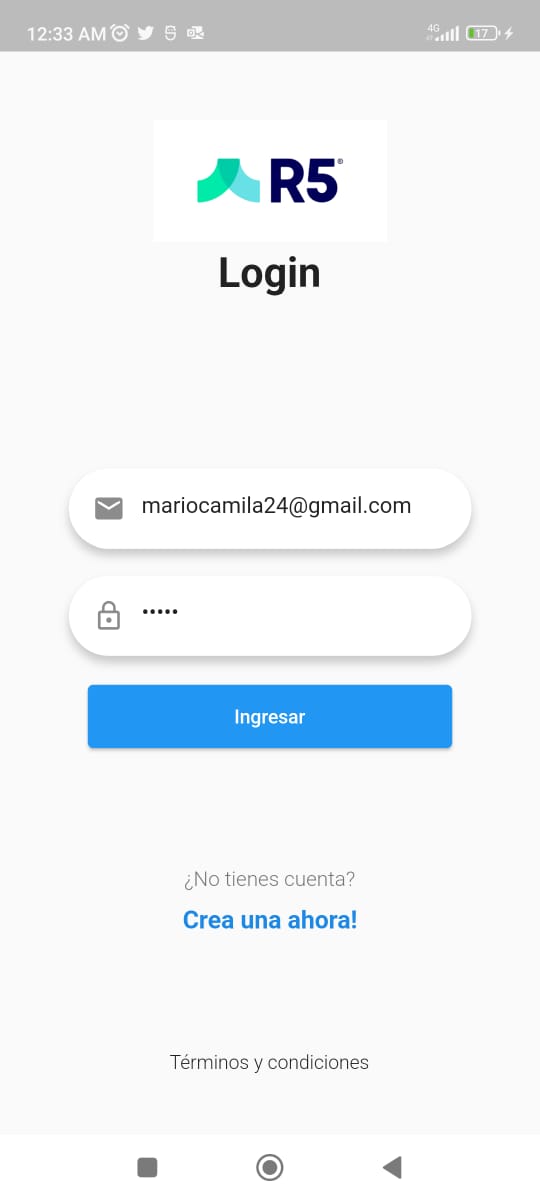 12:33 AM
4G
17
R5®
Login
mariocamila24@gmail.com
•••••
Ingresar
¿No tienes cuenta?
Crea una ahora!
Términos y condiciones